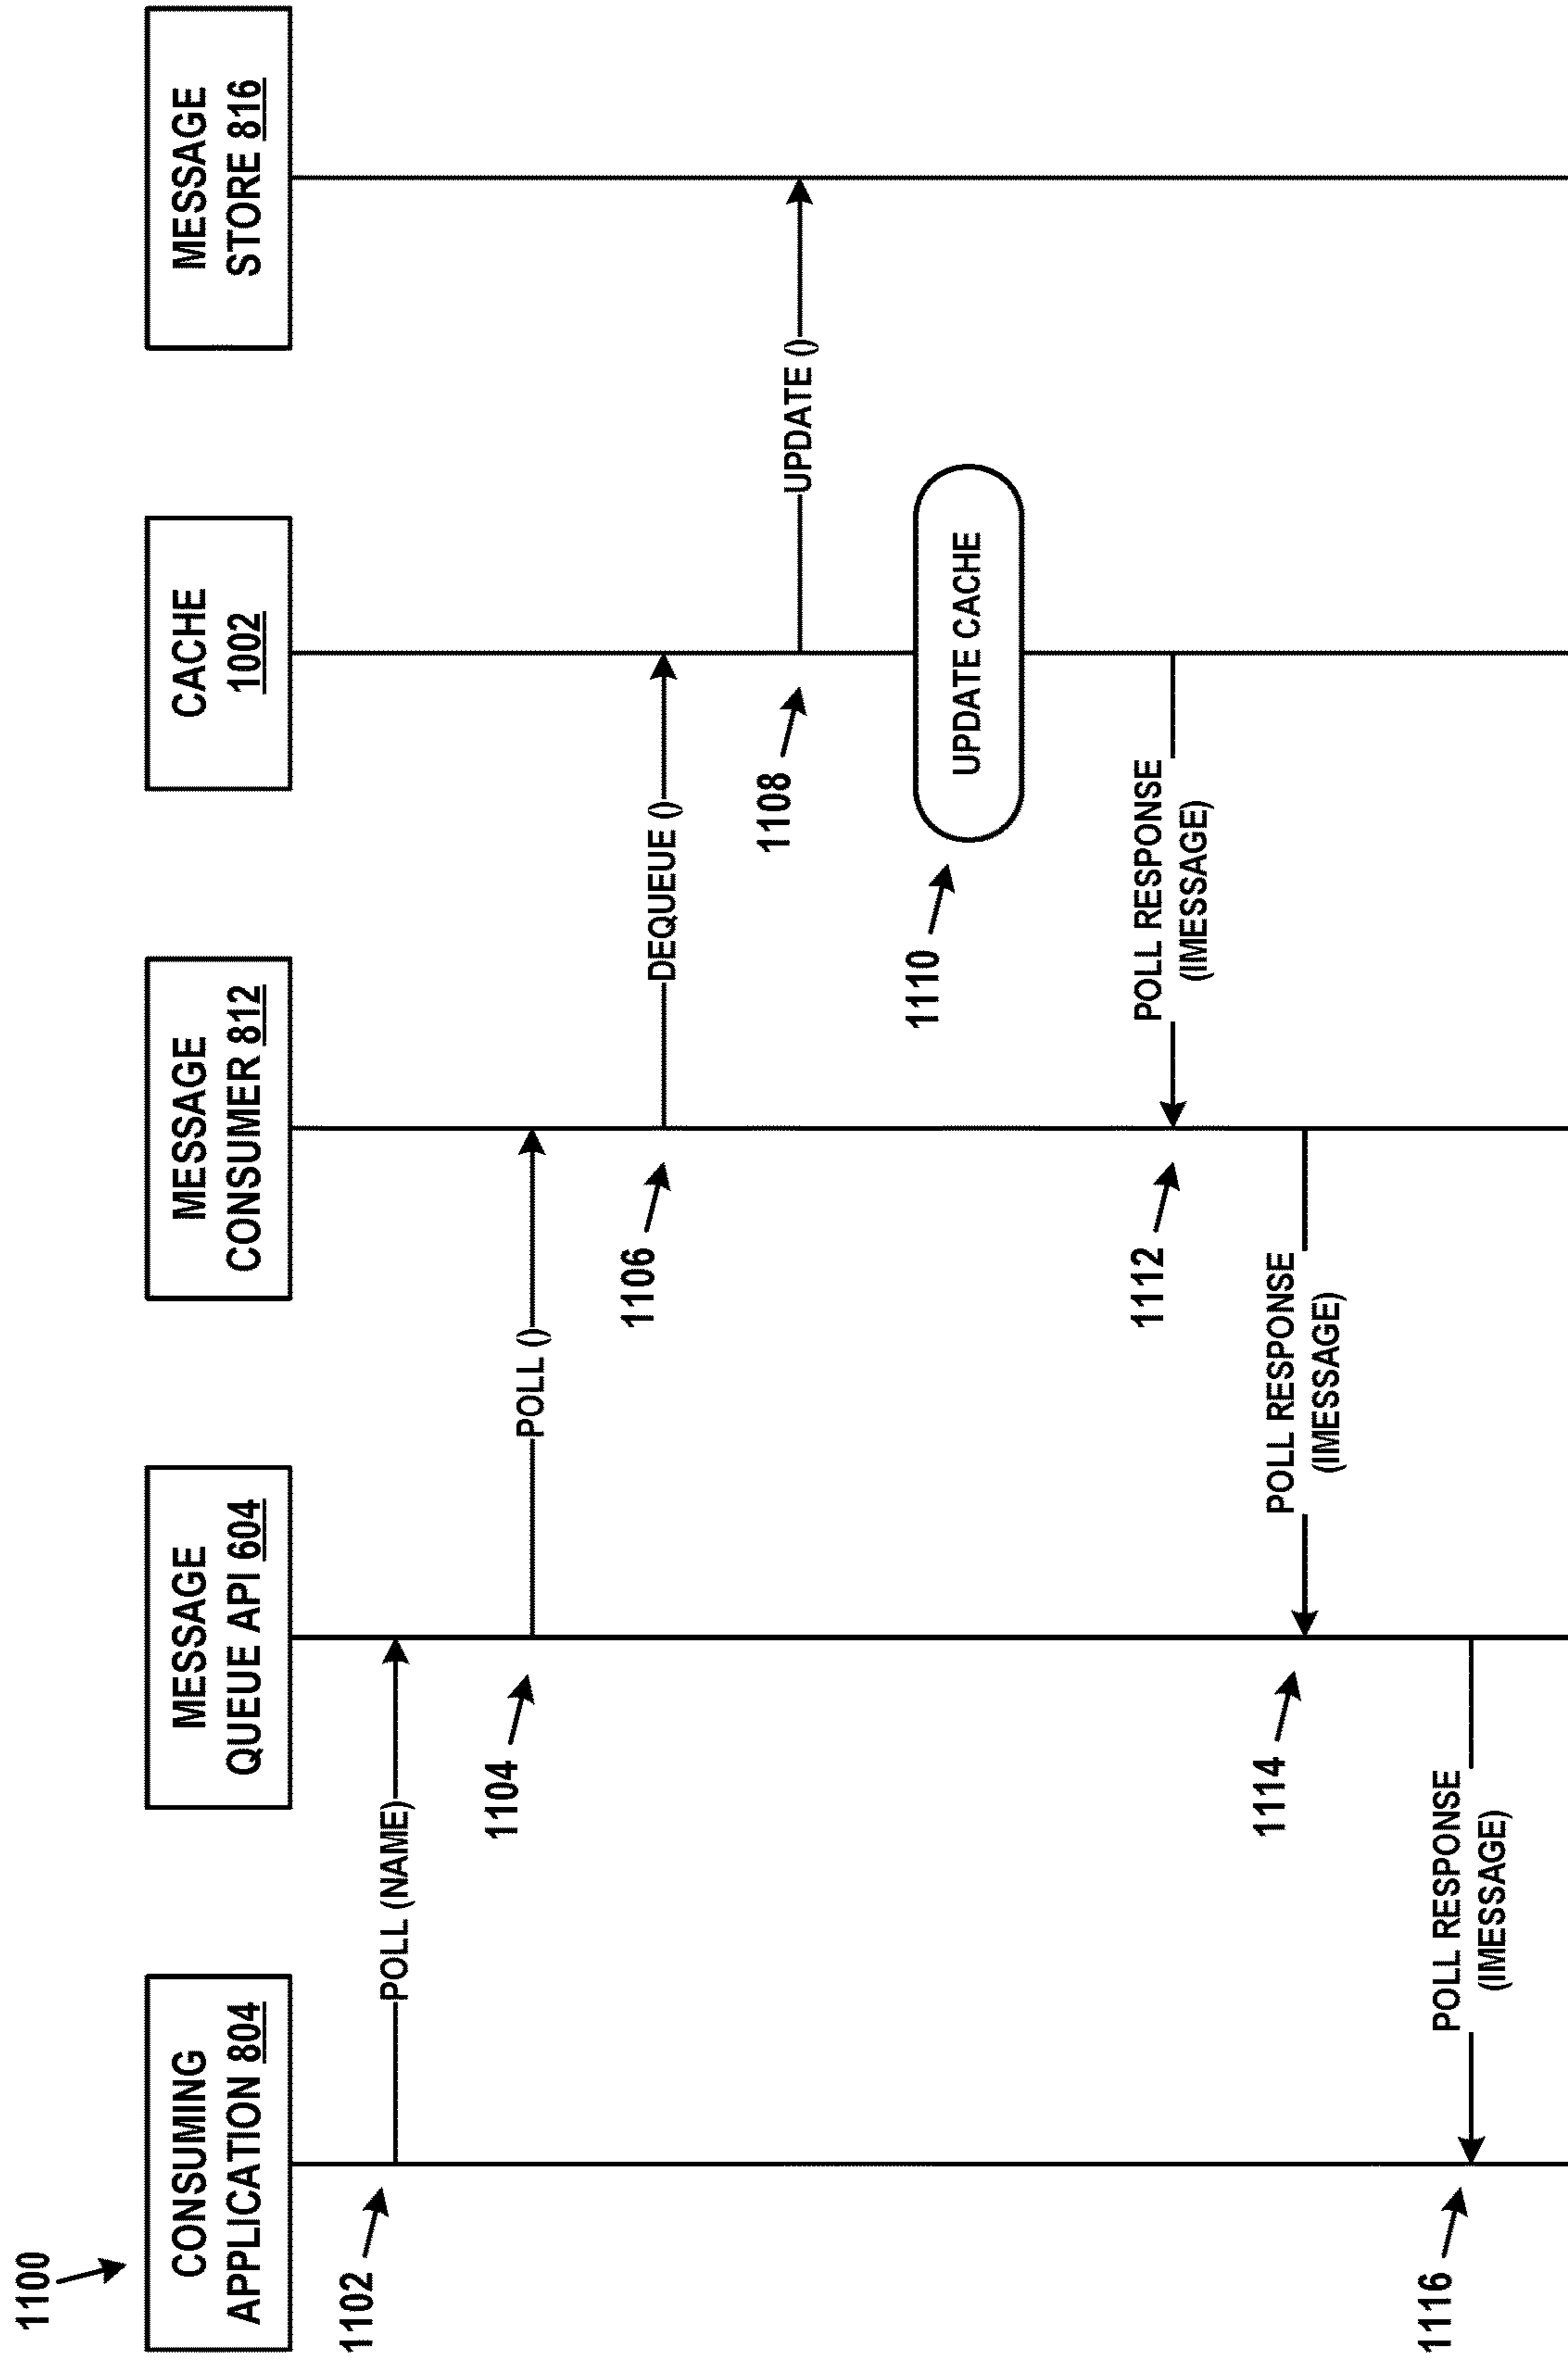 1100
CONSUMING
APPLICATION 804
MESSAGE
QUEUE API 604
MESSAGE
CONSUMER 812
CACHE
1002
MESSAGE
STORE 816
1102
POLL (NAME)
1104
POLL ()
1106
DEQUEUE ()
1108
UPDATE ()
1110
UPDATE CACHE
1112
POLL RESPONSE
(IMESSAGE)
1114
POLL RESPONSE
(IMESSAGE)
1116
POLL RESPONSE
(IMESSAGE)